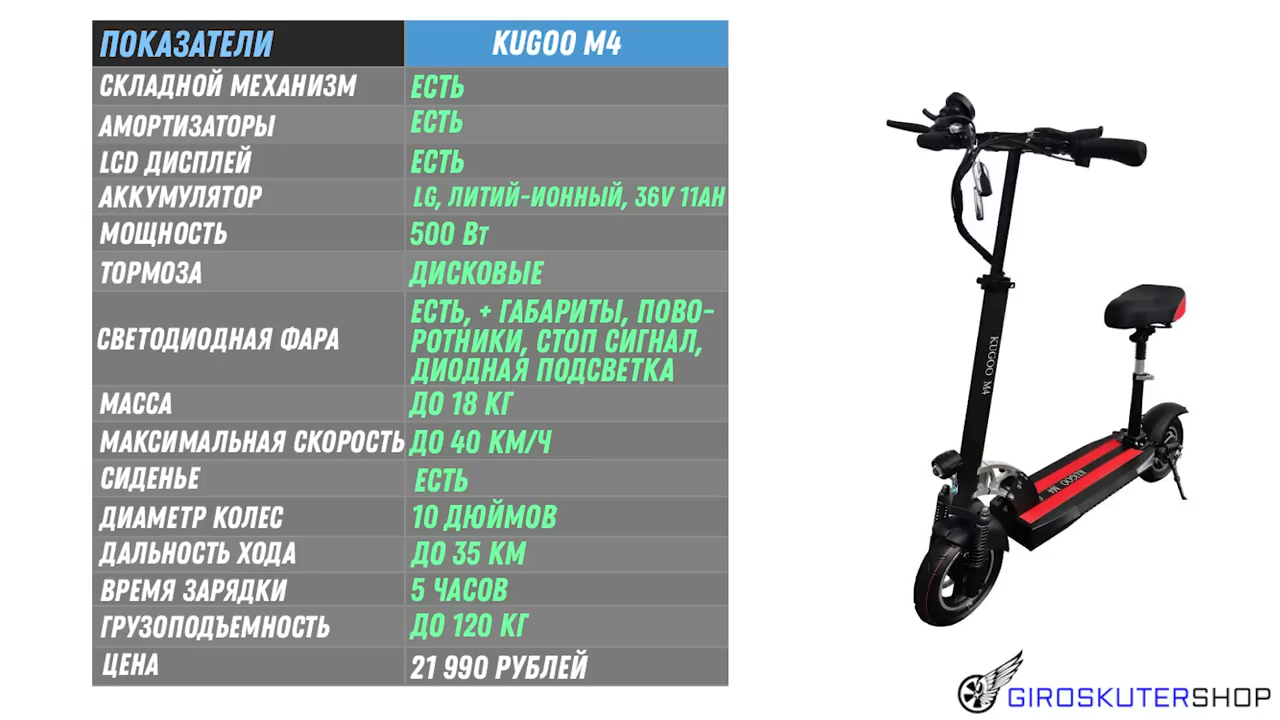 ПОКАЗАТЕЛИ KUGOO M4
СКЛАДНОЙ МЕХАНИЗМ ЕСТЬ
АМОРТИЗАТОРЫ ЕСТЬ
LCD ДИСПЛЕЙ ЕСТЬ
АККУМУЛЯТОР LG, ЛИТИЙ-ИОННЫЙ, 36V 11AH
МОЩНОСТЬ 500 Вт
ТОРМОЗА ДИСКОВЫЕ
СВЕТОДИОДНАЯ ФАРА ЕСТЬ, + ГАБАРИТЫ, ПОВО-
РОТНИКИ, СТОП СИГНАЛ,
ДИОДНАЯ ПОДСВЕТКА
МАССА ДО 18 КГ
МАКСИМАЛЬНАЯ СКОРОСТЬ ДО 40 КМ/Ч
СИДЕНЬЕ ЕСТЬ
ДИАМЕТР КОЛЕС 10 ДЮЙМОВ
ДАЛЬНОСТЬ ХОДА ДО 35 КМ
ВРЕМЯ ЗАРЯДКИ 5 ЧАСОВ
ГРУЗОПОДЪЕМНОСТЬ ДО 120 КГ
ЦЕНА 21 990 РУБЛЕЙ
KUGOO M4
KUGOO M4
GIROSKUTERSHOP